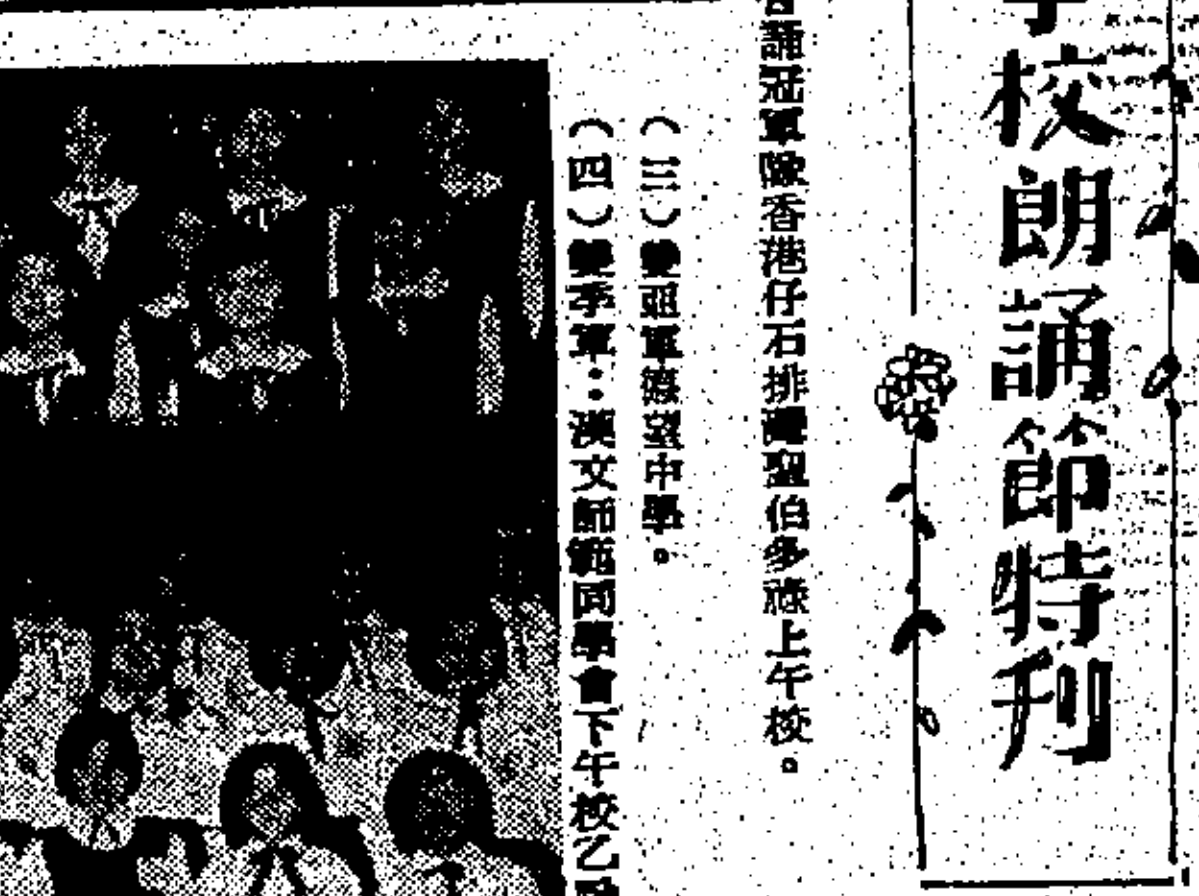 校朗誦節特刊
誦冠軍隊香港仔石排灣聖伯多祿上午校。
(三)雙亞軍德望中學。
(四)雙季軍：漢文師範同學會下午校乙